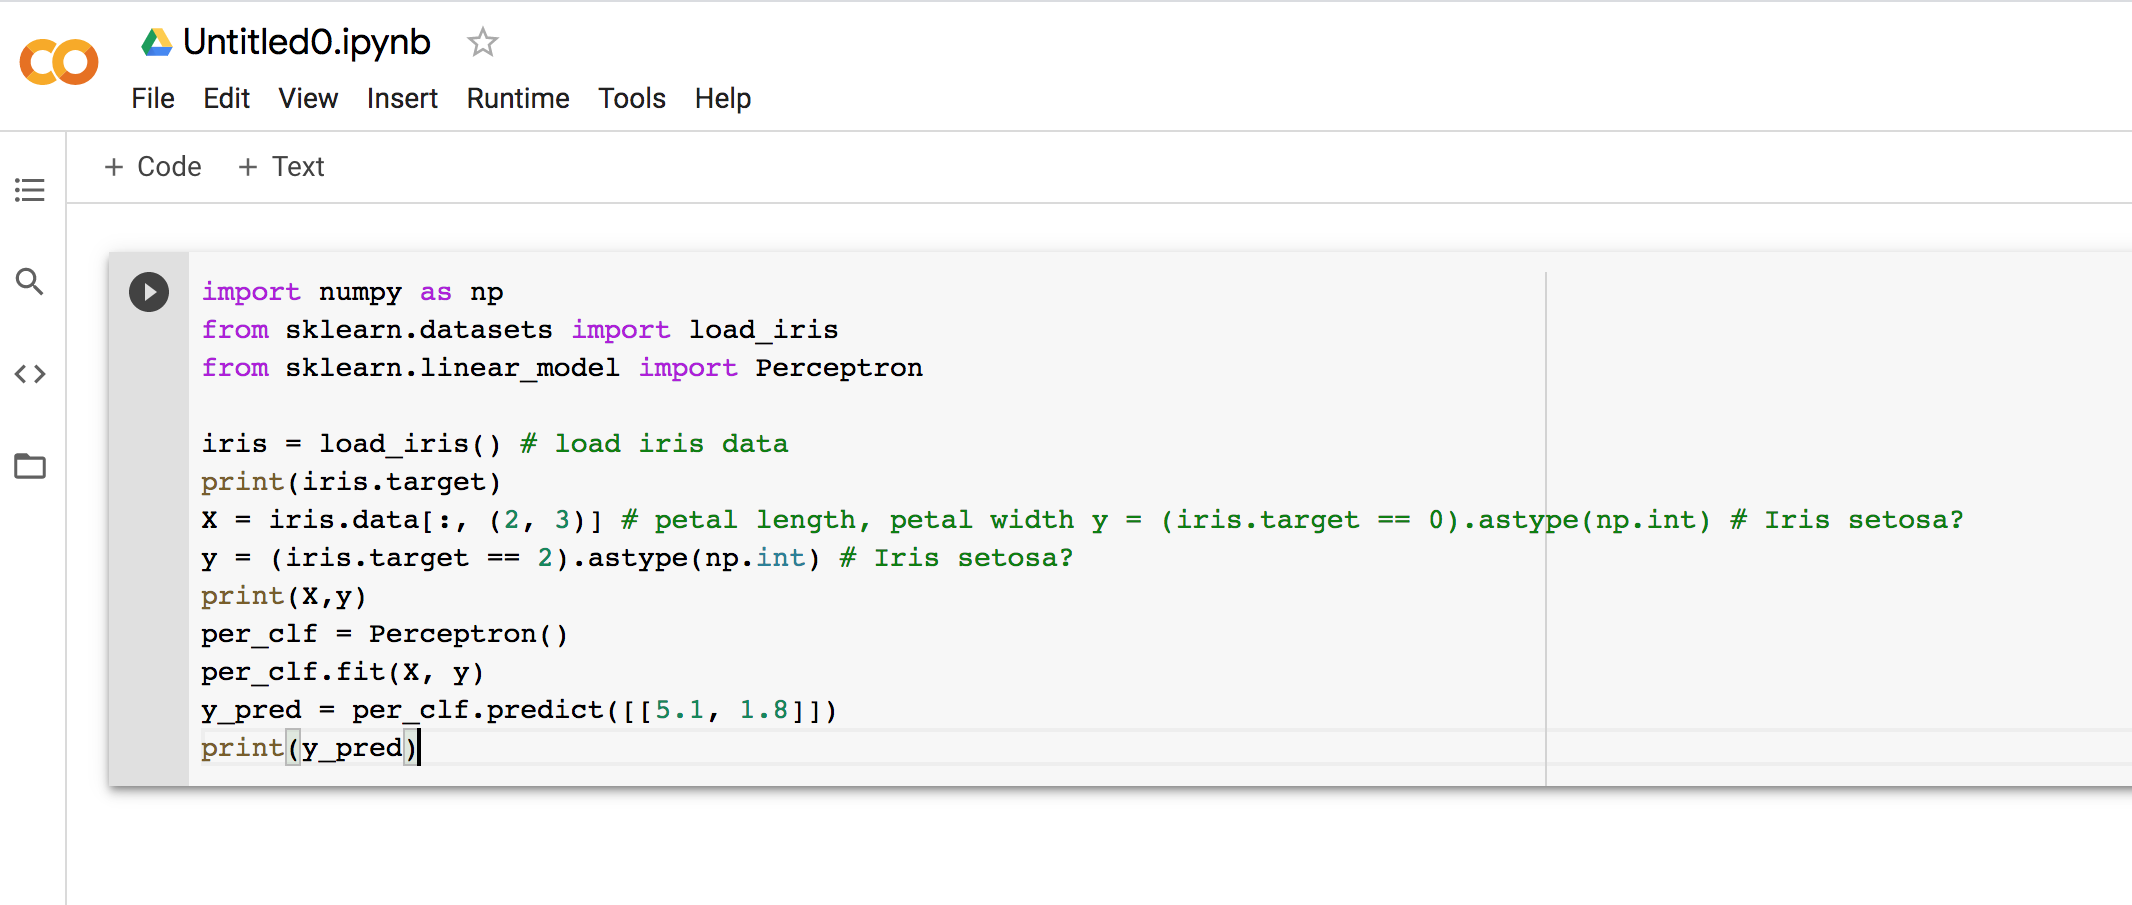 Untitled0.ipynb
File Edit View Insert Runtime Tools Help
+ Code + Text
import numpy as np
from sklearn.datasets import load_iris
from sklearn.linear_model import Perceptron
iris = load_iris() # load iris data
print(iris.target)
X = iris.data[:, (2, 3)] # petal length, petal width y = (iris.target == 0).astype(np.int) # Iris setosa?
y = (iris.target == 2).astype(np.int) # Iris setosa?
print(X,y)
per_clf = Perceptron()
per_clf.fit(X, y)
y_pred = per_clf.predict([[5.1, 1.8]])
print(y_pred)